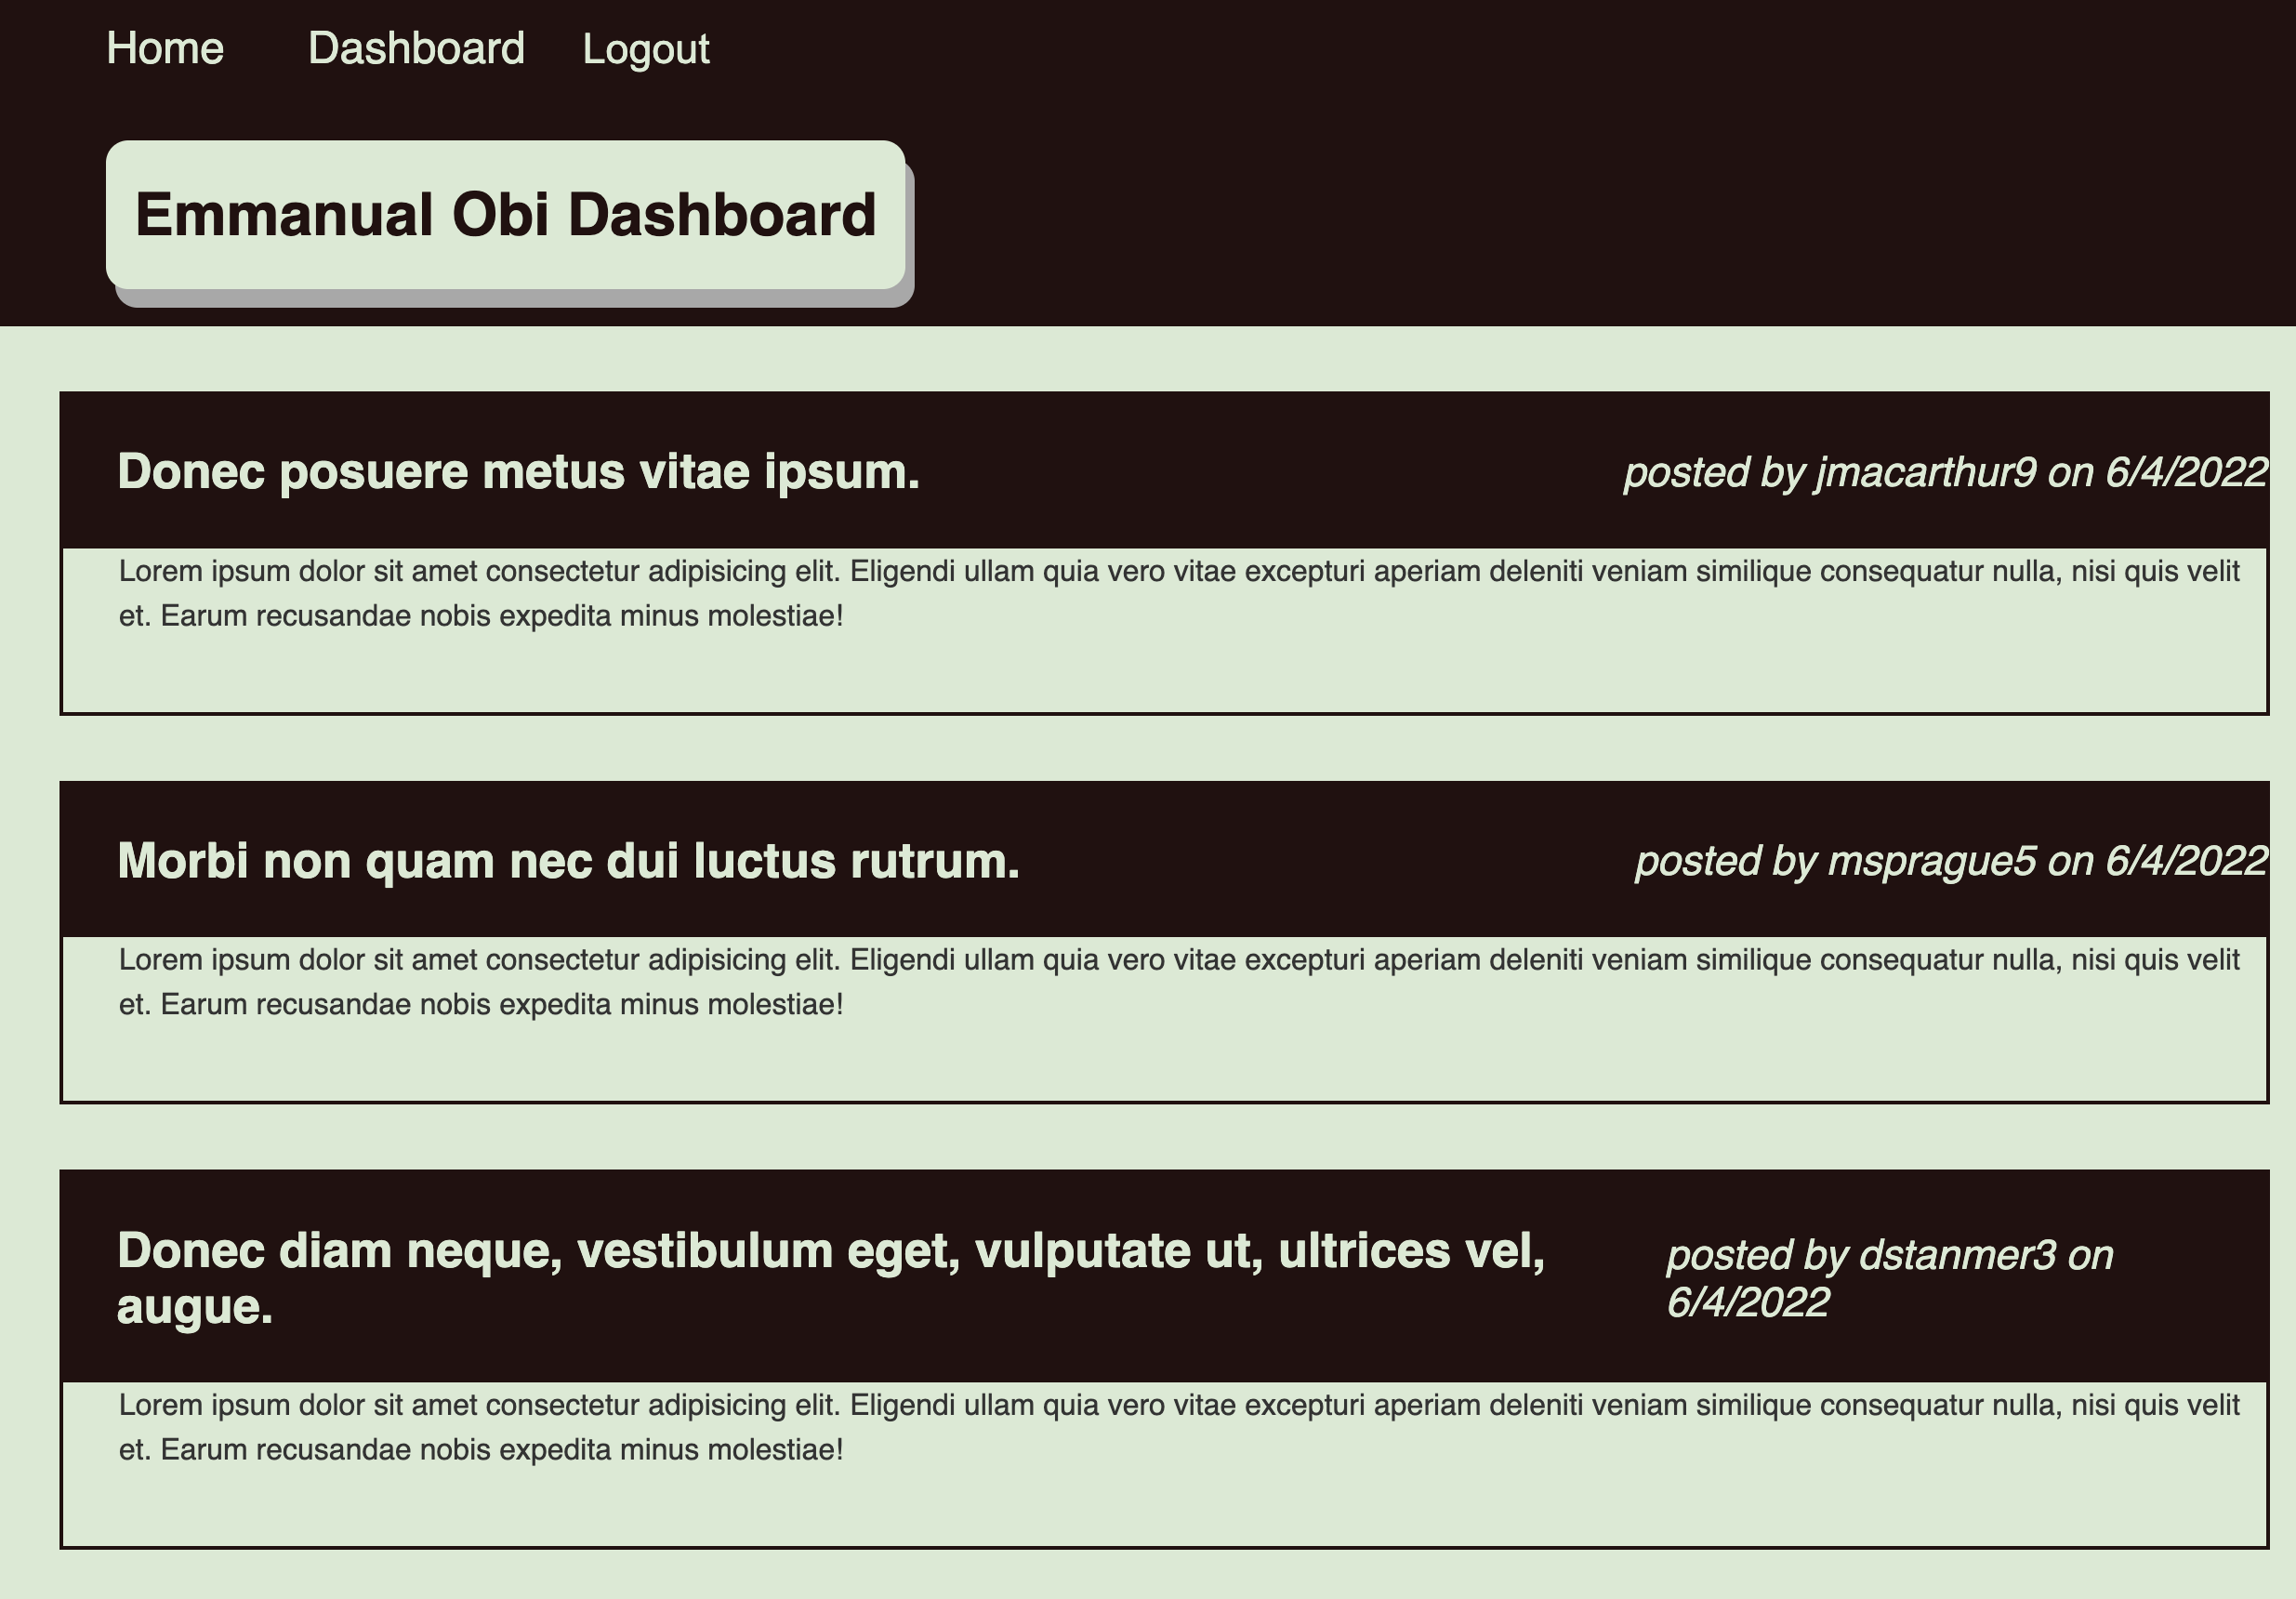 Home Dashboard Logout
Emmanual Obi Dashboard
Donec posuere metus vitae ipsum. posted by jmacarthur9 on 6/4/2022
Lorem ipsum dolor sit amet consectetur adipisicing elit. Eligendi ullam quia vero vitae excepturi aperiam deleniti veniam similique consequatur nulla, nisi quis velit
et. Earum recusandae nobis expedita minus molestiae!
Morbi non quam nec dui luctus rutrum. posted by msprague5 on 6/4/2022
Lorem ipsum dolor sit amet consectetur adipisicing elit. Eligendi ullam quia vero vitae excepturi aperiam deleniti veniam similique consequatur nulla, nisi quis velit
et. Earum recusandae nobis expedita minus molestiae!
Donec diam neque, vestibulum eget, vulputate ut, ultrices vel,
augue.
posted by dstanmer3 on
6/4/2022
Lorem ipsum dolor sit amet consectetur adipisicing elit. Eligendi ullam quia vero vitae excepturi aperiam deleniti veniam similique consequatur nulla, nisi quis velit
et. Earum recusandae nobis expedita minus molestiae!